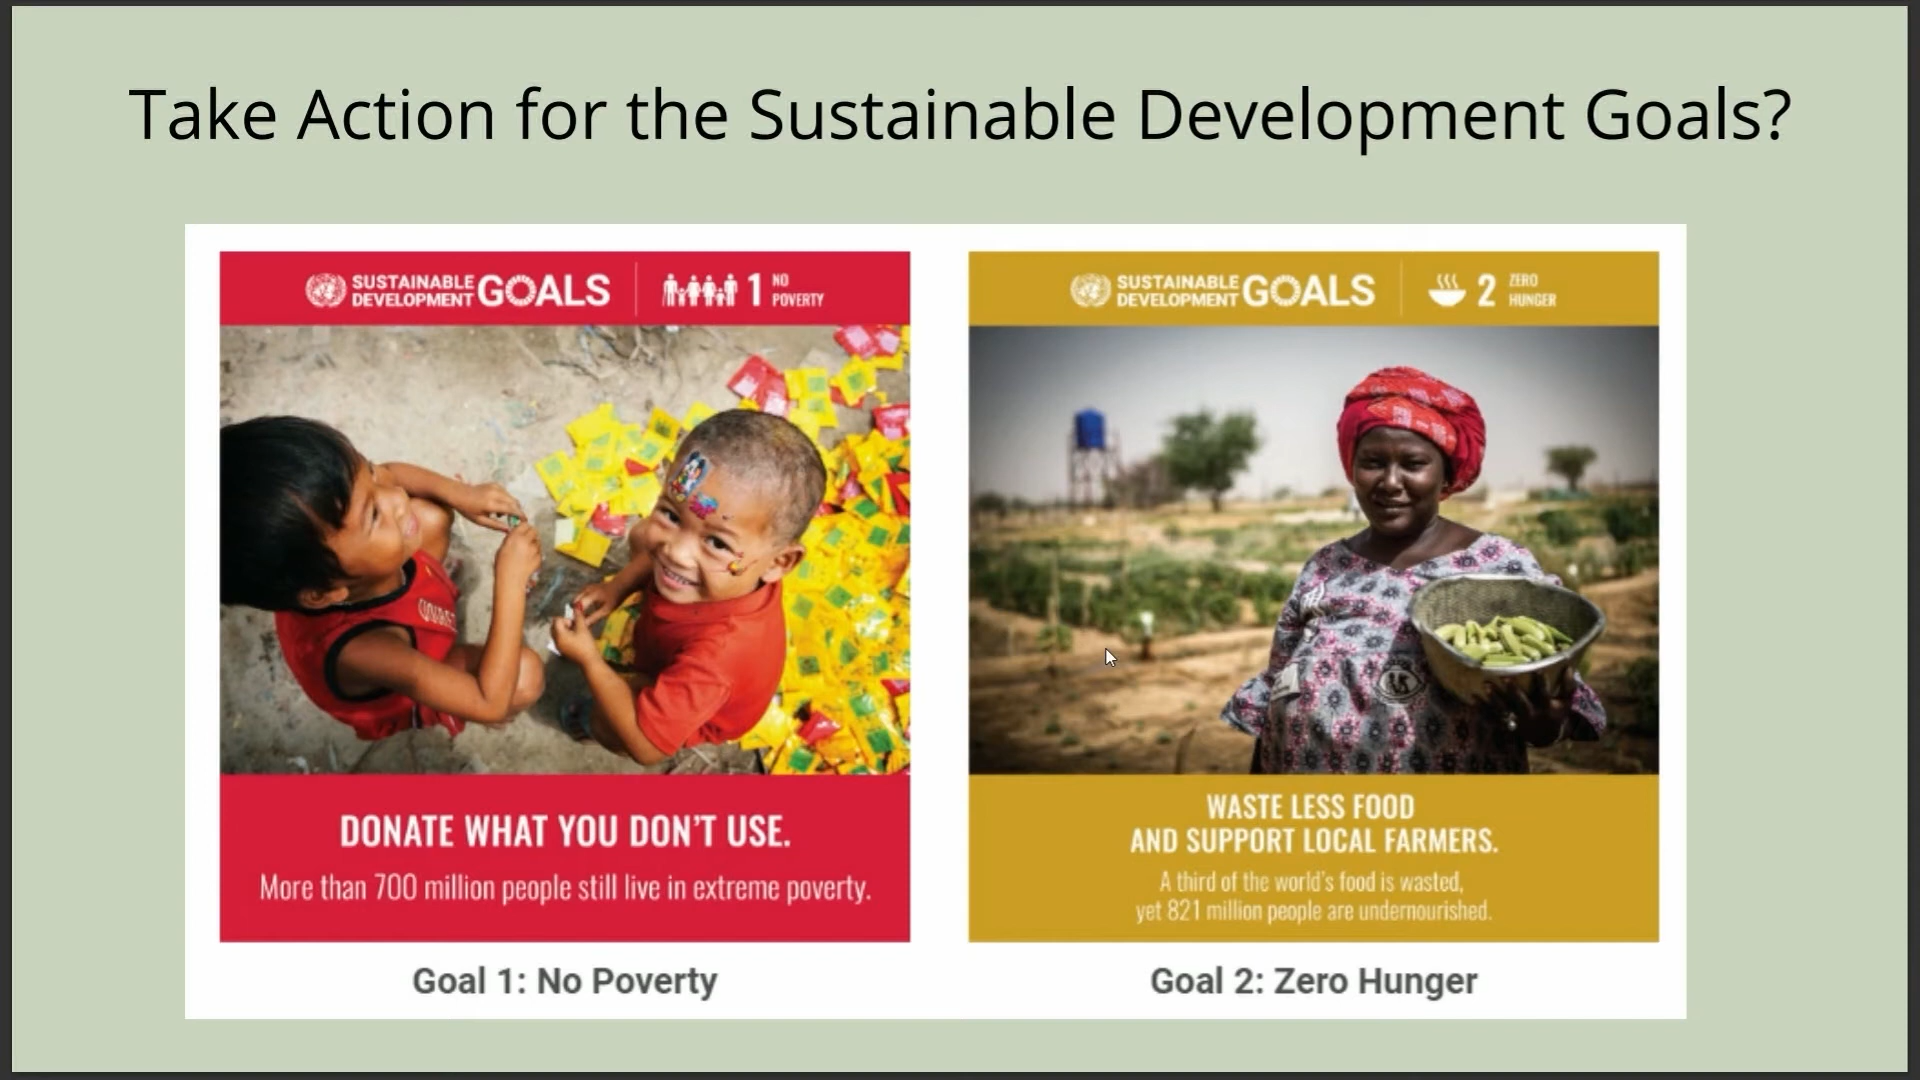 Take Action for the Sustainable Development Goals?
SUSTAINABLE
DEVELOPMENT GOALS
1 NO
POVERTY
DONATE WHAT YOU DON'T USE.
More than 700 million people still live in extreme poverty.
Goal 1: No Poverty
SUSTAINABLE
DEVELOPMENT GOALS
2 ZERO
HUNGER
WASTE LESS FOOD
AND SUPPORT LOCAL FARMERS.
A third of the world's food is wasted,
yet 821 million people are undernourished.
Goal 2: Zero Hunger